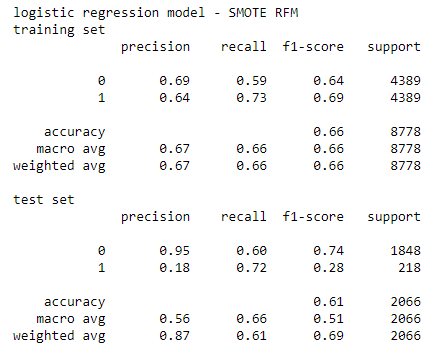 logistic regression model - SMOTE RFM
training set
precision recall f1-score support
0 0.69 0.59 0.64 4389
1 0.64 0.73 0.69 4389
accuracy 0.66 8778
macro avg 0.67 0.66 0.66 8778
weighted avg 0.67 0.66 0.66 8778
test set
precision recall f1-score support
0 0.95 0.60 0.74 1848
1 0.18 0.72 0.28 218
accuracy 0.61 2066
macro avg 0.56 0.66 0.51 2066
weighted avg 0.87 0.61 0.69 2066